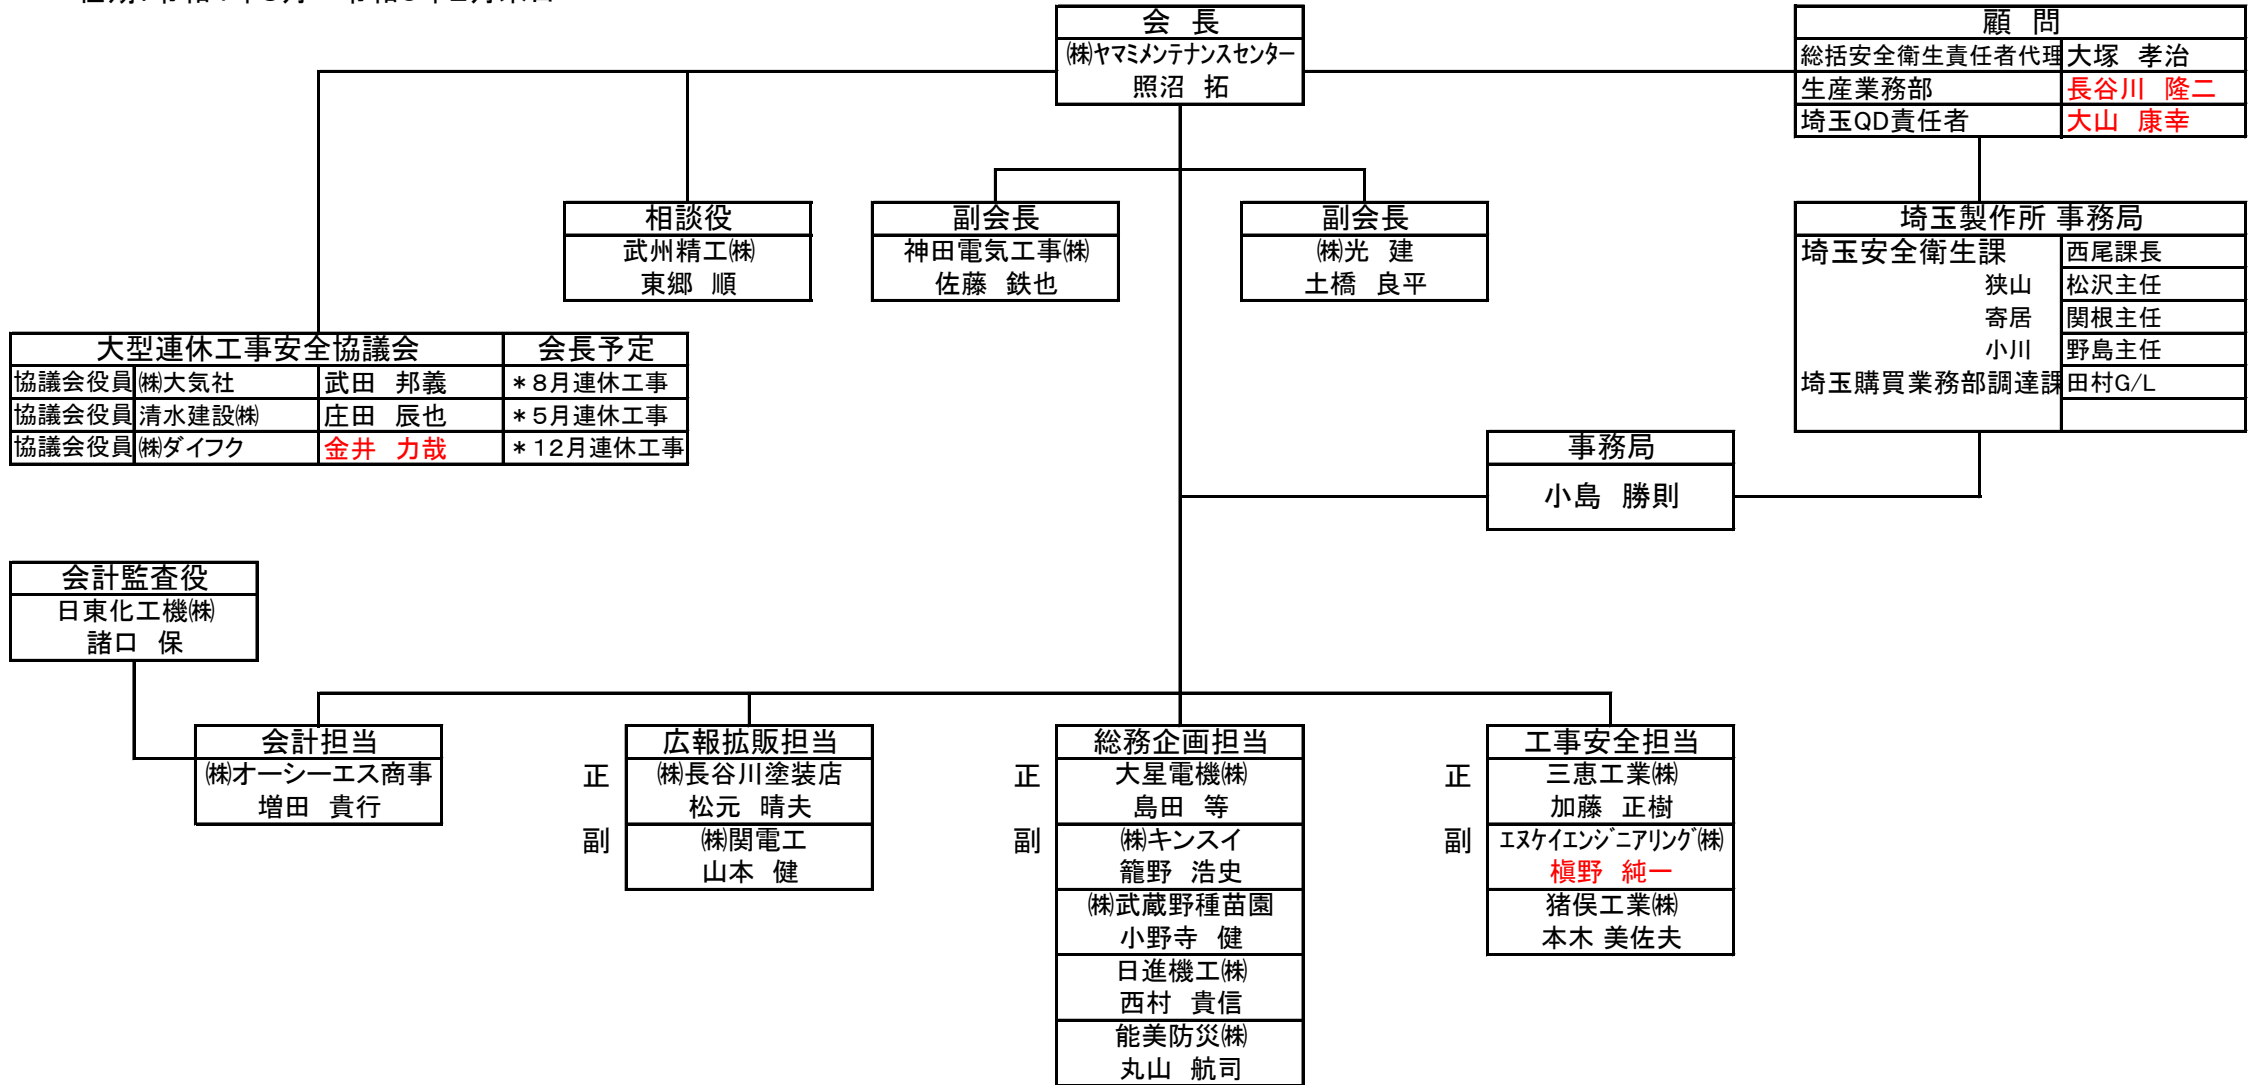 会 長
㈱ヤマミメンテナンスセンター
照沼 拓
顧 問
総括安全衛生責任者代理 大塚 孝治
生産業務部 長谷川 隆二
埼玉QD責任者 大山 康幸
相談役
武州精工㈱
東郷 順
副会長
神田電気工事㈱
佐藤 鉄也
副会長
㈱光 建
土橋 良平
埼玉製作所 事務局
埼玉安全衛生課 西尾課長
狭山 松沢主任
寄居 関根主任
小川 野島主任
埼玉購買業務部調達課 田村G/L
大型連休工事安全協議会 会長予定
協議会役員 ㈱大気社 武田 邦義 *8月連休工事
協議会役員 清水建設㈱ 庄田 辰也 *5月連休工事
協議会役員 ㈱ダイフク 金井 力哉 *12月連休工事
事務局
小島 勝則
会計監査役
日東化工機㈱
諸口 保
会計担当
㈱オーシーエス商事
増田 貴行
広報拡販担当
正 ㈱長谷川塗装店
松元 晴夫
副 ㈱関電工
山本 健
総務企画担当
正 大星電機㈱
島田 等
副 ㈱キンスイ
籠野 浩史
㈱武蔵野種苗園
小野寺 健
日進機工㈱
西村 貴信
能美防災㈱
丸山 航司
工事安全担当
正 三恵工業㈱
加藤 正樹
副 ｴﾇｹｲｴﾝｼﾞﾆｱﾘﾝｸﾞ㈱
槇野 純一
猪俣工業㈱
本木 美佐夫